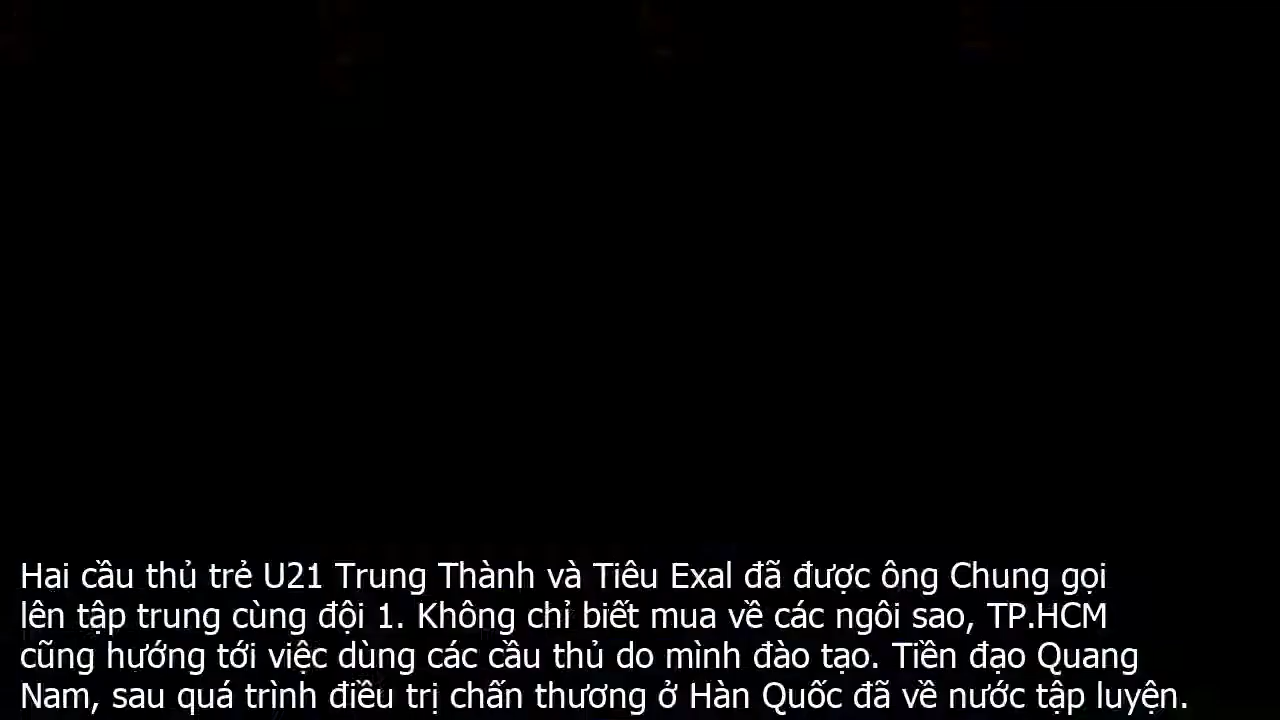 Hai cầu thủ trẻ U21 Trung Thành và Tiêu Exal đã được ông Chung gọi
lên tập trung cùng đội 1. Không chỉ biết mua về các ngôi sao, TP.HCM
cũng hướng tới việc dùng các cầu thủ do mình đào tạo. Tiền đạo Quang
Nam, sau quá trình điều trị chấn thương ở Hàn Quốc đã về nước tập luyện.